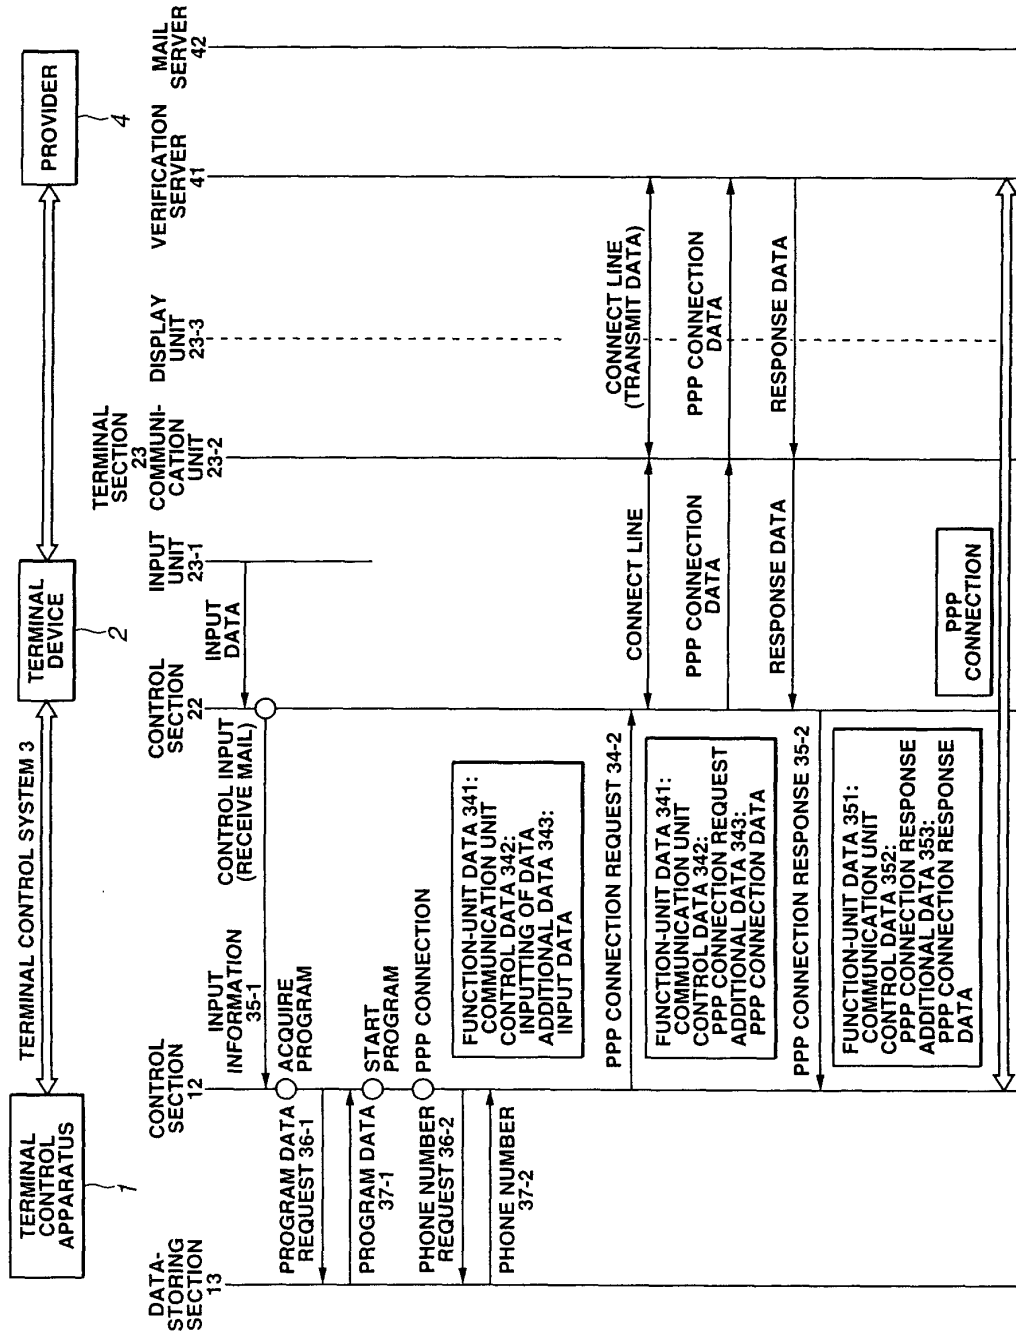 TERMINAL
CONTROL
APPARATUS
1
TERMINAL CONTROL SYSTEM 3
TERMINAL
DEVICE
2
PROVIDER
4
DATA-
STORING
SECTION
13
CONTROL
SECTION
12
CONTROL
SECTION
22
INPUT
UNIT
23-1
TERMINAL
SECTION
23
COMMUNI-
CATION
UNIT
23-2
DISPLAY
UNIT
23-3
VERIFICATION
SERVER
41
MAIL
SERVER
42
INPUT
DATA
INPUT
INFORMATION
35-1
CONTROL INPUT
(RECEIVE MAIL)
ACQUIRE
PROGRAM
PROGRAM DATA
REQUEST 36-1
PROGRAM DATA
37-1
START
PROGRAM
PPP CONNECTION
PHONE NUMBER
REQUEST 36-2
PHONE NUMBER
37-2
FUNCTION-UNIT DATA 341:
COMMUNICATION UNIT
CONTROL DATA 342:
INPUTTING OF DATA
ADDITIONAL DATA 343:
INPUT DATA
PPP CONNECTION REQUEST 34-2
CONNECT LINE
CONNECT LINE
(TRANSMIT DATA)
FUNCTION-UNIT DATA 341:
COMMUNICATION UNIT
CONTROL DATA 342:
PPP CONNECTION REQUEST
ADDITIONAL DATA 343:
PPP CONNECTION DATA
PPP CONNECTION
DATA
PPP CONNECTION
DATA
RESPONSE DATA
RESPONSE DATA
PPP CONNECTION RESPONSE 35-2
FUNCTION-UNIT DATA 351:
COMMUNICATION UNIT
CONTROL DATA 352:
PPP CONNECTION RESPONSE
ADDITIONAL DATA 353:
PPP CONNECTION RESPONSE
DATA
PPP
CONNECTION